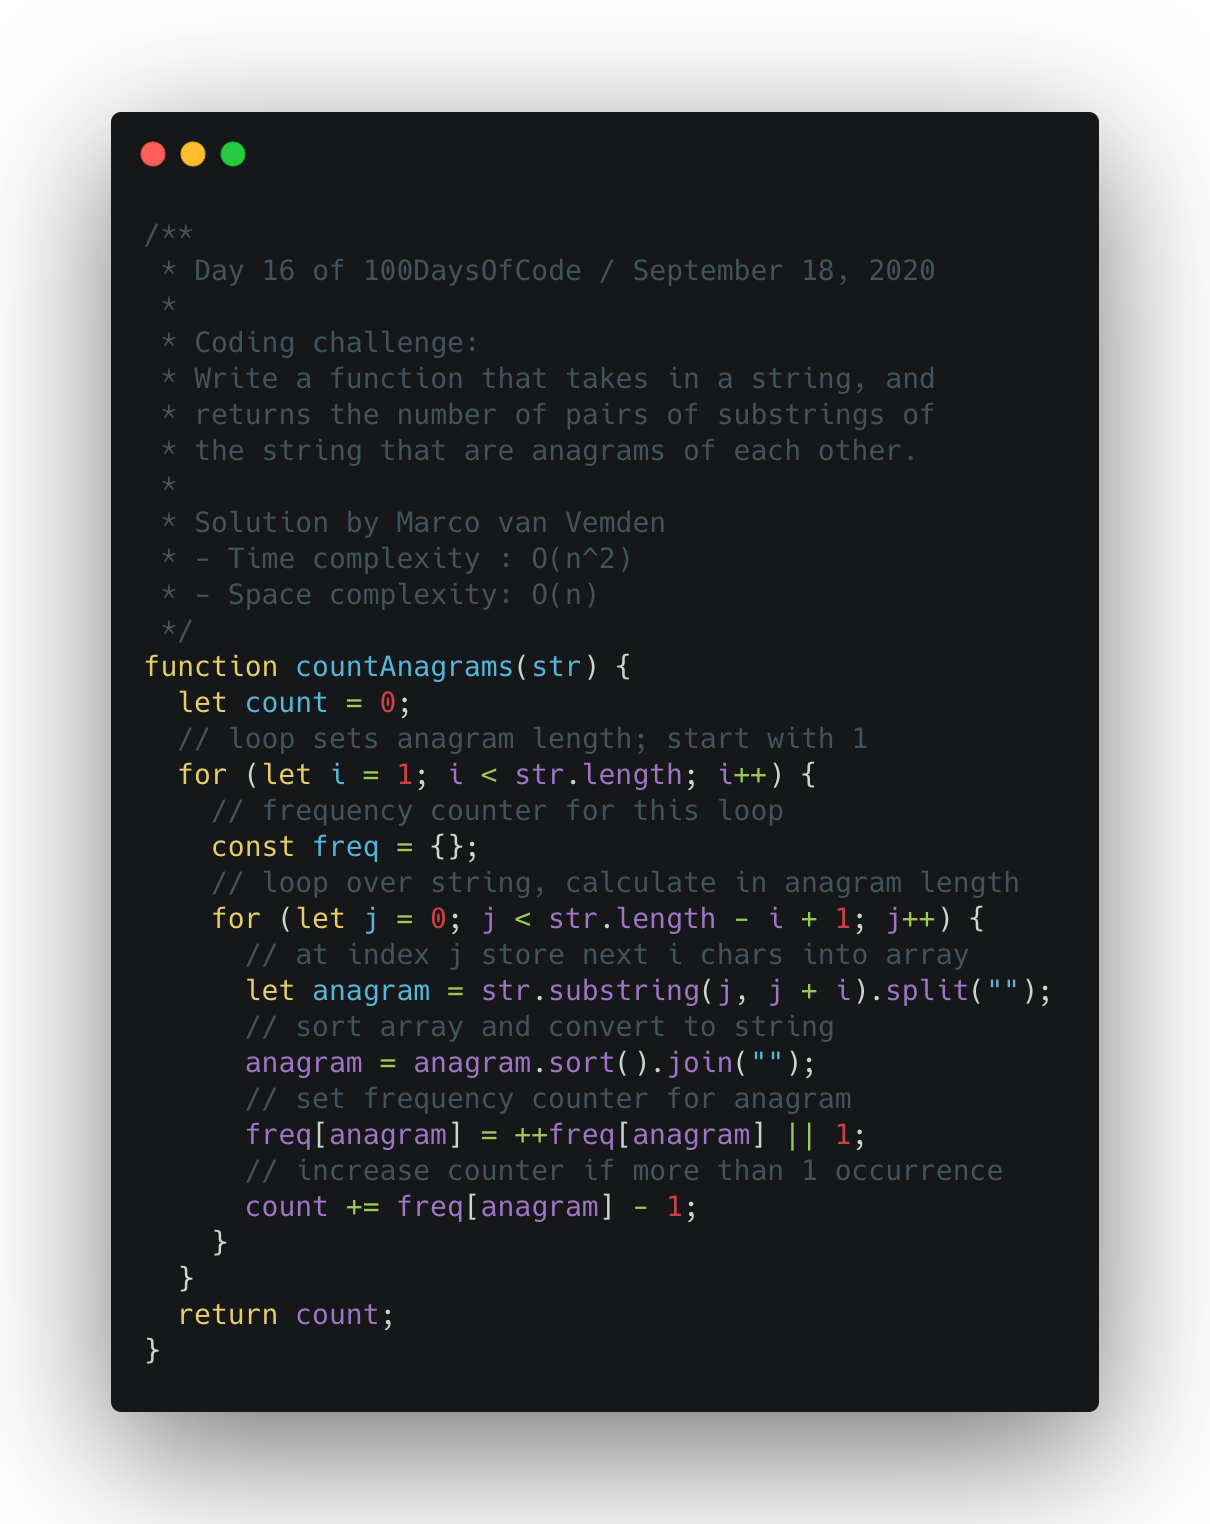 /**
 * Day 16 of 100DaysOfCode / September 18, 2020
 *
 * Coding challenge:
 * Write a function that takes in a string, and
 * returns the number of pairs of substrings of
 * the string that are anagrams of each other.
 *
 * Solution by Marco van Vemden
 * - Time complexity : O(n^2)
 * - Space complexity: O(n)
 */
function countAnagrams(str) {
  let count = 0;
  // loop sets anagram length; start with 1
  for (let i = 1; i < str.length; i++) {
    // frequency counter for this loop
    const freq = {};
    // loop over string, calculate in anagram length
    for (let j = 0; j < str.length - i + 1; j++) {
      // at index j store next i chars into array
      let anagram = str.substring(j, j + i).split("");
      // sort array and convert to string
      anagram = anagram.sort().join("");
      // set frequency counter for anagram
      freq[anagram] = ++freq[anagram] || 1;
      // increase counter if more than 1 occurrence
      count += freq[anagram] - 1;
    }
  }
  return count;
}